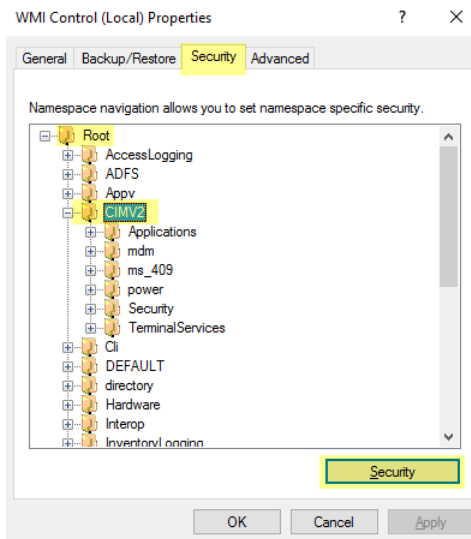 WMI Control (Local) Properties ? ×
General Backup/Restore Security Advanced
Namespace navigation allows you to set namespace specific security.
Root
AccessLogging
ADFS
Appv
CIMV2
Applications
mdm
ms_409
power
Security
TerminalServices
Cli
DEFAULT
directory
Hardware
Interop
InventoryLogging
Security
OK Cancel Apply